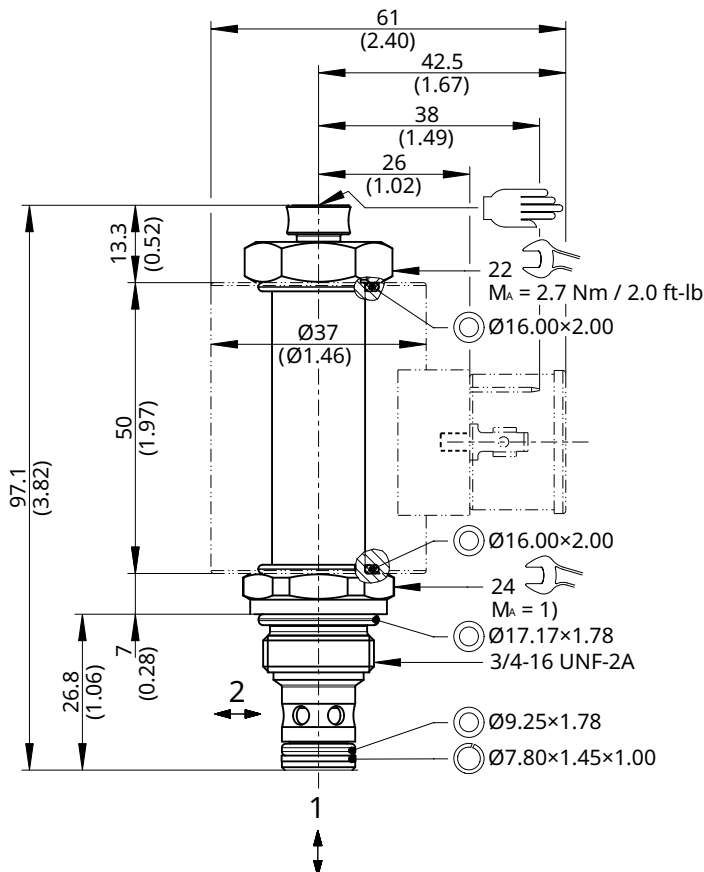 61
(2.40)
42.5
(1.67)
38
(1.49)
26
(1.02)
13.3
(0.52)
22
MA = 2.7 Nm / 2.0 ft-lb
Ø16.00×2.00
Ø37
(Ø1.46)
50
(1.97)
97.1
(3.82)
Ø16.00×2.00
24
MA = 1)
Ø17.17×1.78
3/4-16 UNF-2A
7
(0.28)
26.8
(1.06)
2
Ø9.25×1.78
Ø7.80×1.45×1.00
1